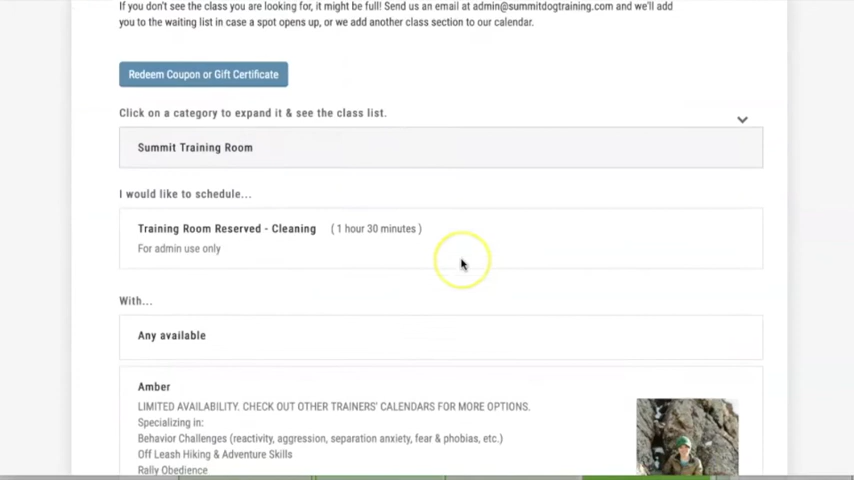 If you don't see the class you are looking for, it might be full! Send us an email at admin@summitdogtraining.com and we'll add
you to the waiting list in case a spot opens up, or we add another class section to our calendar.
Redeem Coupon or Gift Certificate
Click on a category to expand it & see the class list.
Summit Training Room
I would like to schedule...
Training Room Reserved - Cleaning ( 1 hour 30 minutes )
For admin use only
With...
Any available
Amber
LIMITED AVAILABILITY. CHECK OUT OTHER TRAINERS' CALENDARS FOR MORE OPTIONS.
Specializing in:
Behavior Challenges (reactivity, aggression, separation anxiety, fear & phobias, etc.)
Off Leash Hiking & Adventure Skills
Rally Obedience